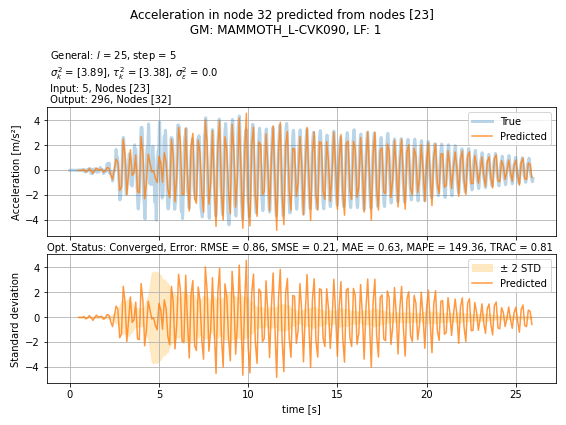 Acceleration in node 32 predicted from nodes [23]
GM: MAMMOTH_L-CVK090, LF: 1
General: l = 25, step = 5
σ²ₖ = [3.89], τ²ₖ = [3.38], σ²ε = 0.0
Input: 5, Nodes [23]
Output: 296, Nodes [32]
Acceleration [m/s²]
4
2
0
−2
−4
True
Predicted
Opt. Status: Converged, Error: RMSE = 0.86, SMSE = 0.21, MAE = 0.63, MAPE = 149.36, TRAC = 0.81
Standard deviation
4
2
0
−2
−4
± 2 STD
Predicted
0 5 10 15 20 25
time [s]